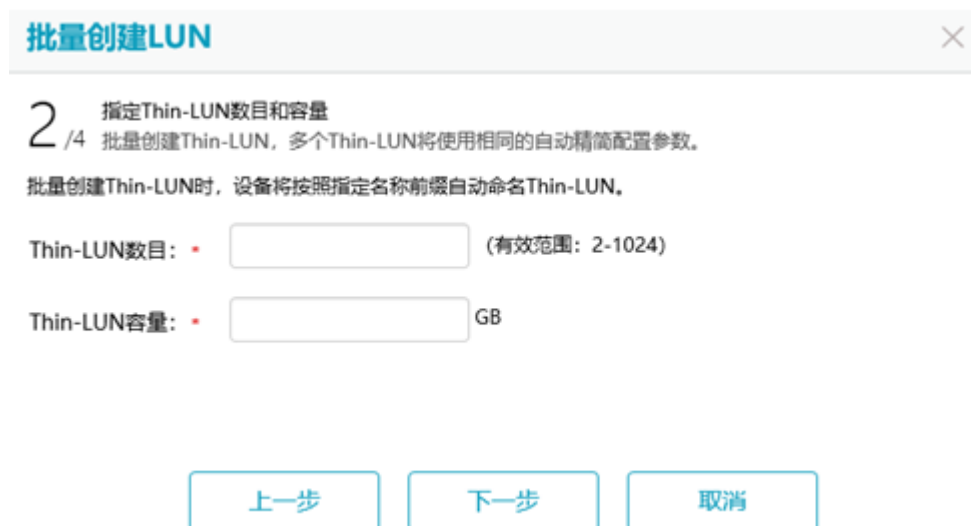 批量创建LUN
2/4 指定Thin-LUN数目和容量
批量创建Thin-LUN，多个Thin-LUN将使用相同的自动精简配置参数。
批量创建Thin-LUN时，设备将按照指定名称前缀自动命名Thin-LUN。
Thin-LUN数目： * (有效范围：2-1024)
Thin-LUN容量： * GB
上一步 下一步 取消